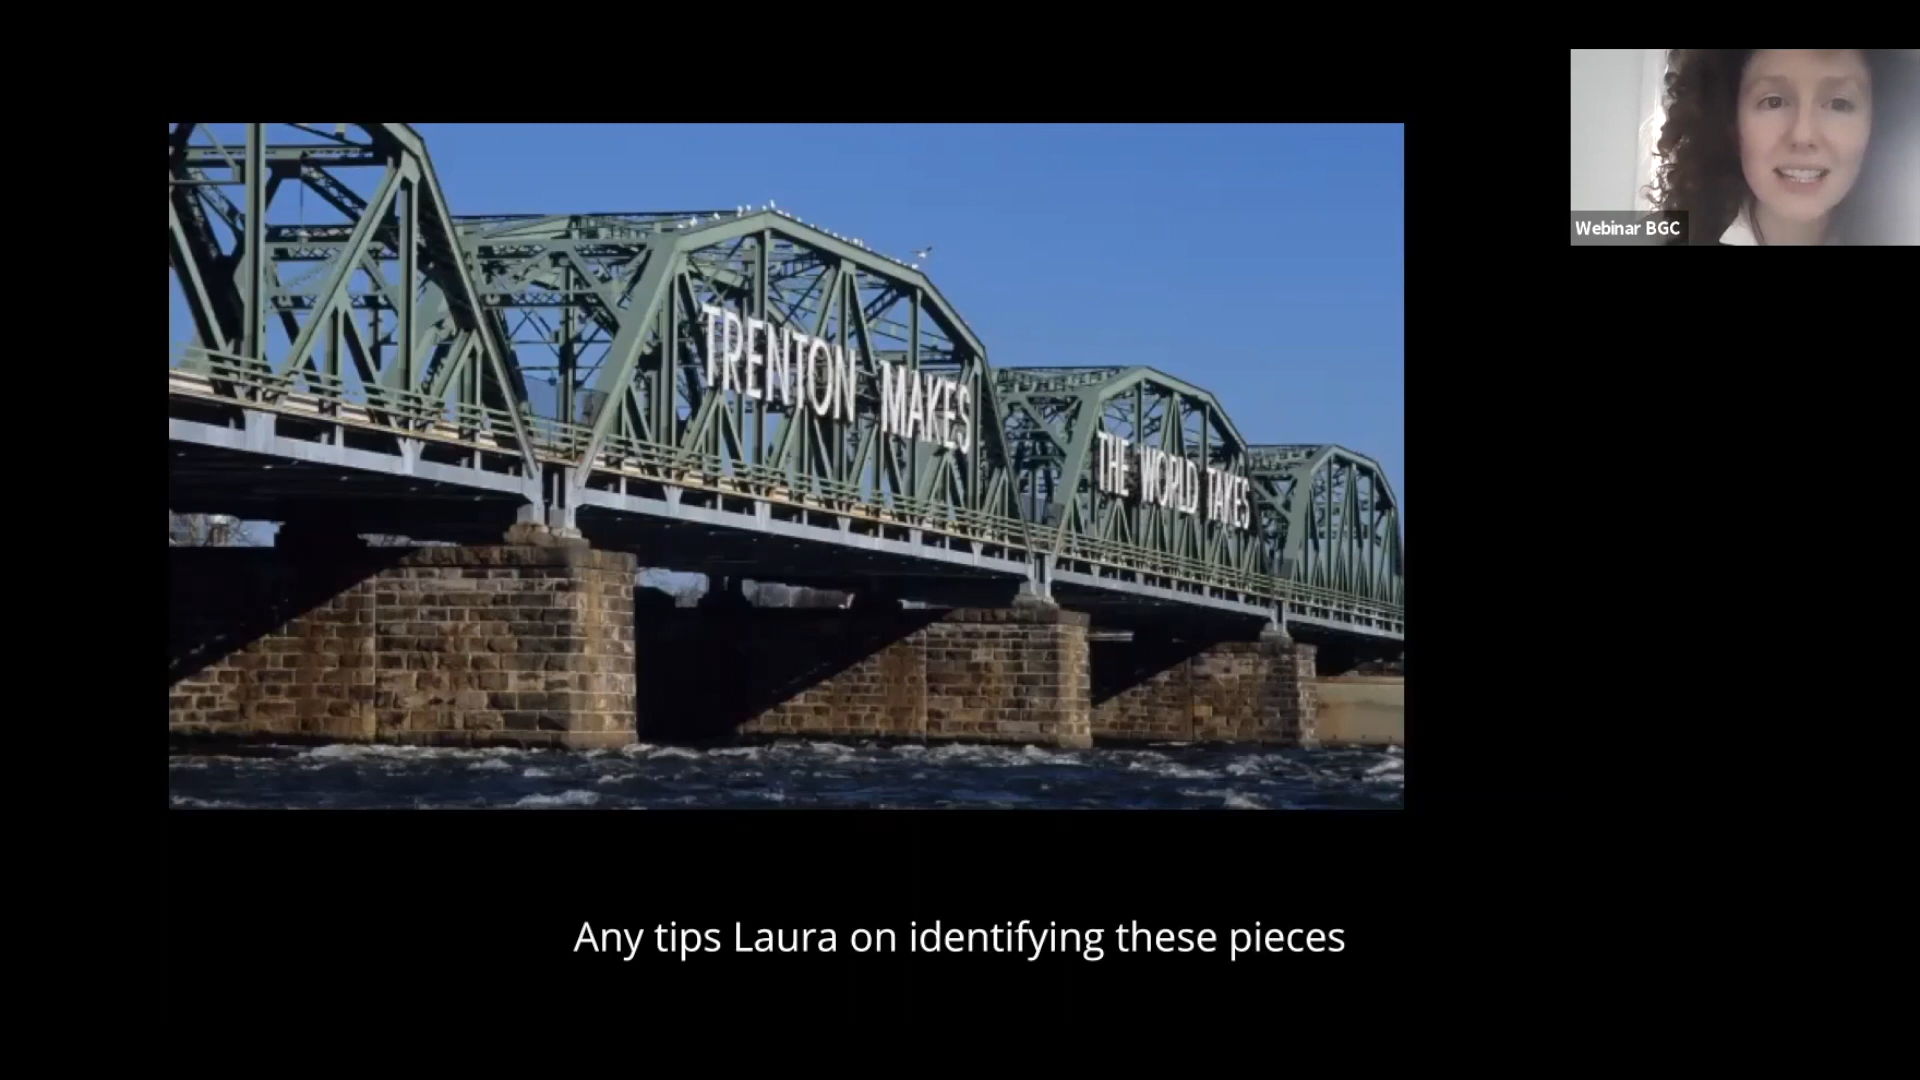 Webinar BGC
TRENTON MAKES
THE WORLD TAKES
Any tips Laura on identifying these pieces